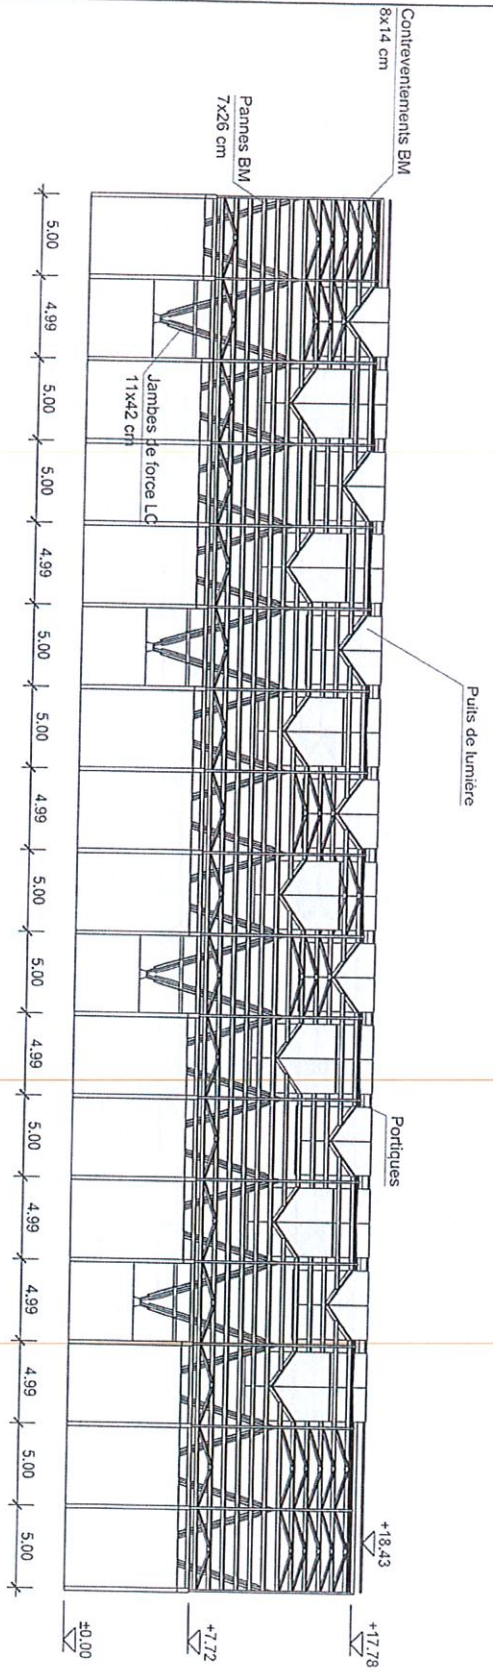 Contreventements BM
8x14 cm
Pannes BM
7x26 cm
Jambes de force LC
11x42 cm
Puits de lumière
Portiques
+18.43
+17.78
+7.72
±0.00
5.00
4.99
5.00
5.00
4.99
5.00
5.00
4.99
5.00
5.00
4.99
5.00
4.99
4.99
4.99
5.00
5.00